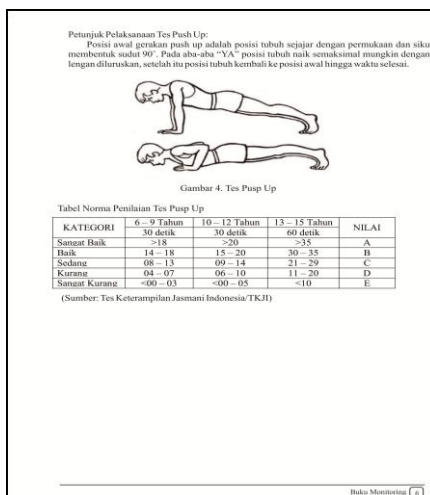 Petunjuk Pelaksanaan Tes Push Up:
Posisi awal gerakan push up adalah posisi tubuh sejajar dengan permukaan dan siku
membentuk sudut 90˚. Pada aba-aba “YA” posisi tubuh naik semaksimal mungkin dengan
lengan diluruskan, setelah itu posisi tubuh kembali ke posisi awal hingga waktu selesai.
Gambar 4. Tes Pusp Up
Tabel Norma Penilaian Tes Pusp Up
KATEGORI 6 – 9 Tahun 10 – 12 Tahun 13 – 15 Tahun NILAI
30 detik 30 detik 60 detik
Sangat Baik >18 >20 >35 A
Baik 14 – 18 15 – 20 30 – 35 B
Sedang 08 – 13 09 – 14 21 – 29 C
Kurang 04 – 07 06 – 10 11 – 20 D
Sangat Kurang <00 – 03 <00 – 05 <10 E
(Sumber: Tes Keterampilan Jasmani Indonesia/TKJI)
Buku Monitoring 6